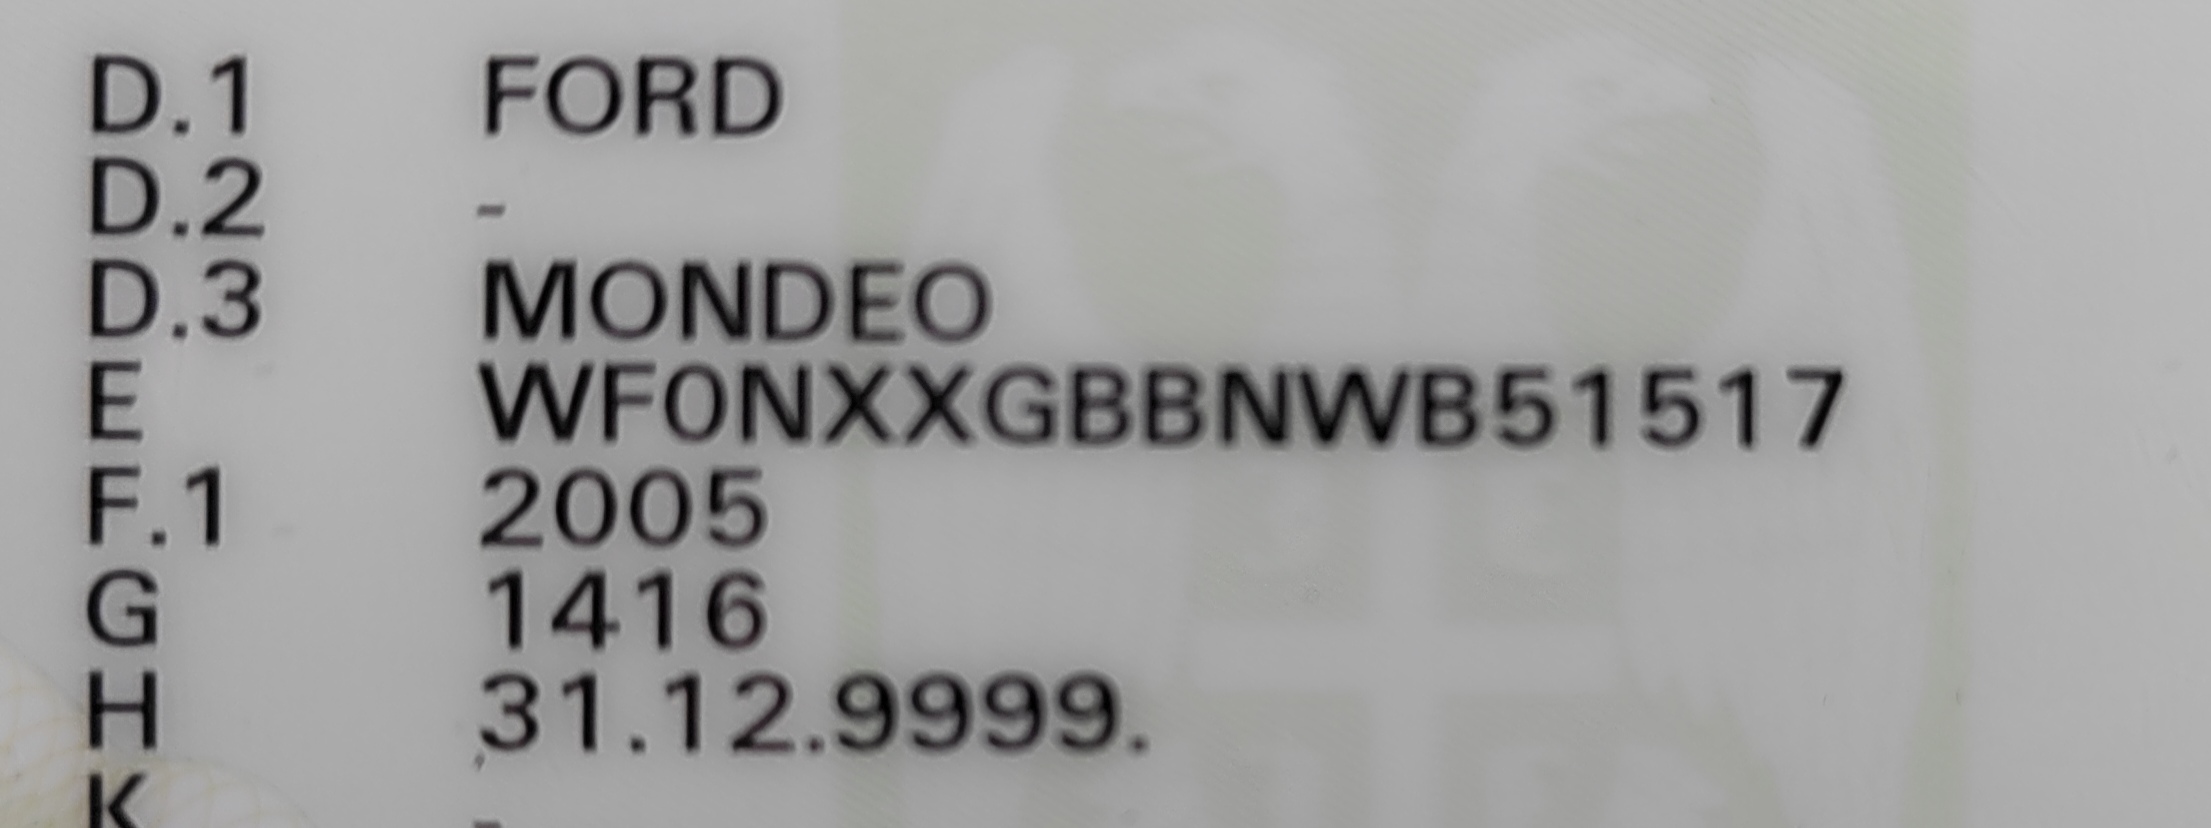 D.1 FORD
D.2 -
D.3 MONDEO
E WF0NXXGBBNWB51517
F.1 2005
G 1416
H 31.12.9999.
K -